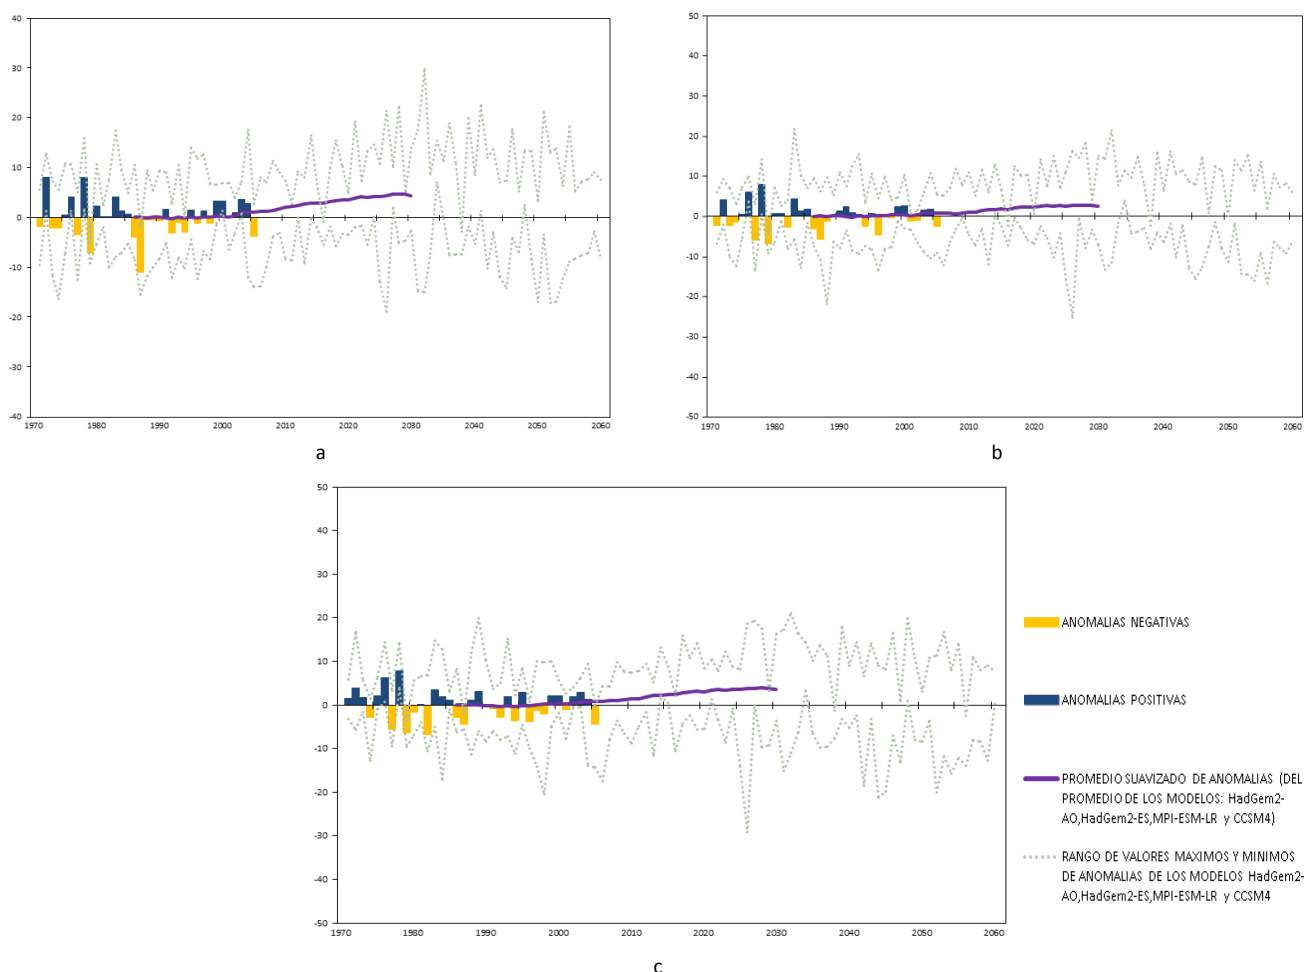 40
30
20
10
0
-10
-20
-30
-40
1970 1980 1990 2000 2010 2020 2030 2040 2050 2060
a
50
40
30
20
10
0
-10
-20
-30
-40
-50
1970 1980 1990 2000 2010 2020 2030 2040 2050 2060
b
50
40
30
20
10
0
-10
-20
-30
-40
-50
1970 1980 1990 2000 2010 2020 2030 2040 2050 2060
c
ANOMALIAS NEGATIVAS
ANOMALIAS POSITIVAS
PROMEDIO SUAVIZADO DE ANOMALIAS (DEL
PROMEDIO DE LOS MODELOS: HadGem2-
AO,HadGem2-ES,MPI-ESM-LR y CCSM4)
RANGO DE VALORES MAXIMOS Y MINIMOS
DE ANOMALIAS DE LOS MODELOS HadGem2-
AO,HadGem2-ES,MPI-ESM-LR y CCSM4